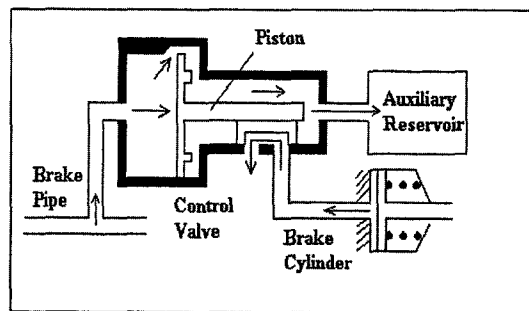 Piston
Auxiliary
Reservoir
Brake
Pipe
Control
Valve
Brake
Cylinder